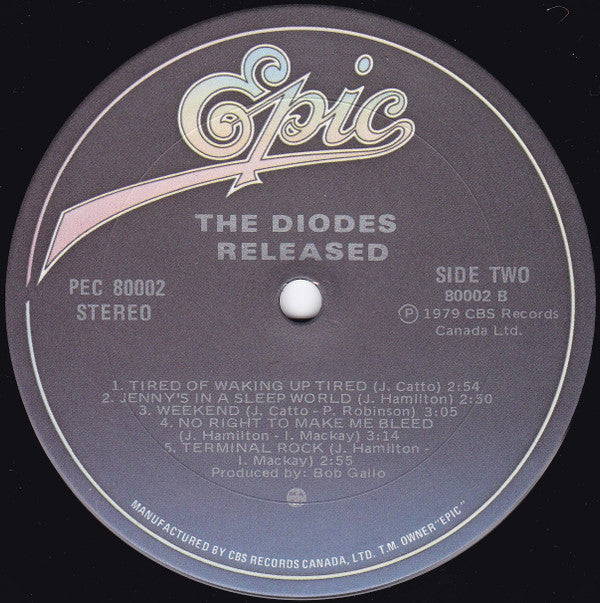 Epic
THE DIODES
RELEASED
PEC 80002
STEREO
SIDE TWO
80002 B
Ⓟ 1979 CBS Records
Canada Ltd.
1. TIRED OF WAKING UP TIRED (J. Catto) 2:54
2. JENNY'S IN A SLEEP WORLD (J. Hamilton) 2:50
3. WEEKEND (J. Catto - P. Robinson) 3:05
4. NO RIGHT TO MAKE ME BLEED
(J. Hamilton - I. Mackay) 3:14
5. TERMINAL ROCK (J. Hamilton -
I. Mackay) 2:55
Produced by: Bob Gallo
MANUFACTURED BY CBS RECORDS CANADA, LTD. T.M. OWNER "EPIC"